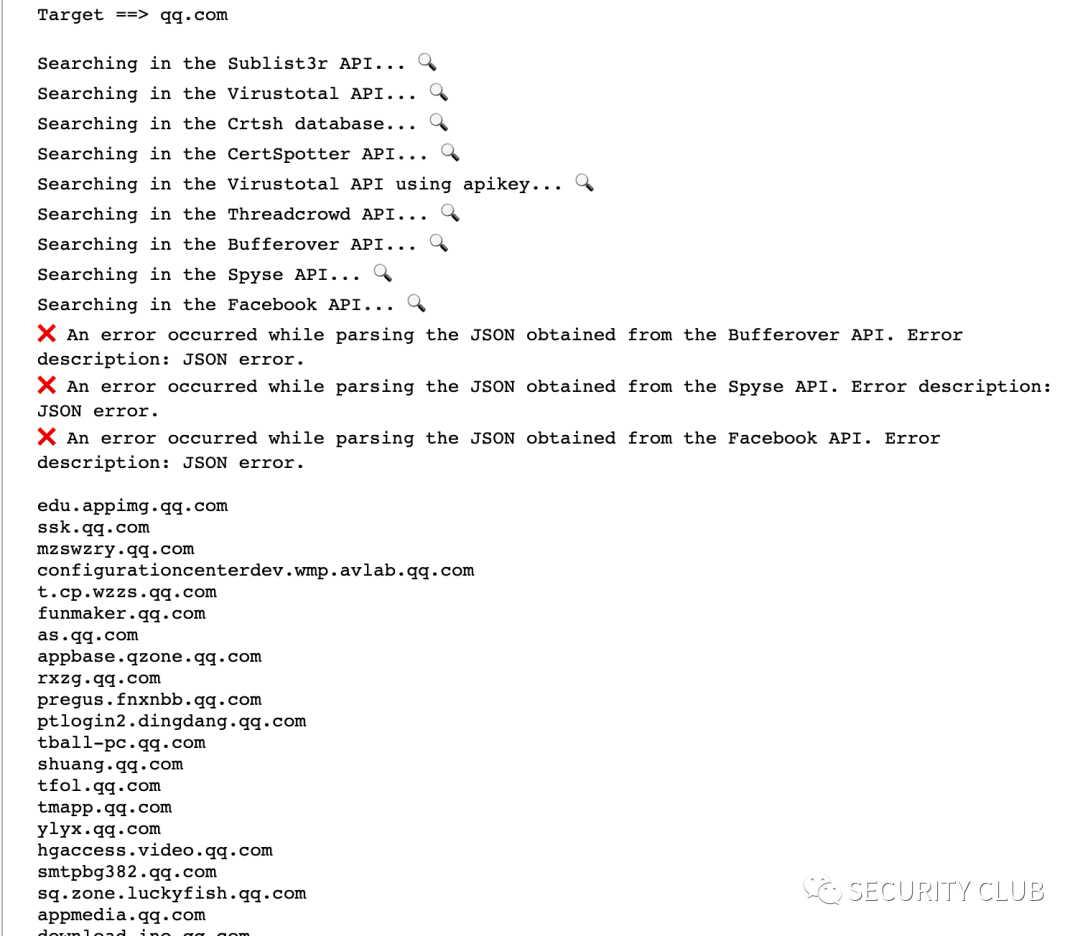 Target ==> qq.com
Searching in the Sublist3r API... 🔍
Searching in the Virustotal API... 🔍
Searching in the Crtsh database... 🔍
Searching in the CertSpotter API... 🔍
Searching in the Virustotal API using apikey... 🔍
Searching in the Threadcrowd API... 🔍
Searching in the Bufferover API... 🔍
Searching in the Spyse API... 🔍
Searching in the Facebook API... 🔍
❌ An error occurred while parsing the JSON obtained from the Bufferover API. Error
description: JSON error.
❌ An error occurred while parsing the JSON obtained from the Spyse API. Error description:
JSON error.
❌ An error occurred while parsing the JSON obtained from the Facebook API. Error
description: JSON error.
edu.appimg.qq.com
ssk.qq.com
mzswzry.qq.com
configurationcenterdev.wmp.avlab.qq.com
t.cp.wzzs.qq.com
funmaker.qq.com
as.qq.com
appbase.qzone.qq.com
rxzg.qq.com
pregus.fnxnbb.qq.com
ptlogin2.dingdang.qq.com
tball-pc.qq.com
shuang.qq.com
tfol.qq.com
tmapp.qq.com
ylyx.qq.com
hgaccess.video.qq.com
smtpbg382.qq.com
sq.zone.luckyfish.qq.com
appmedia.qq.com
SECURITY CLUB